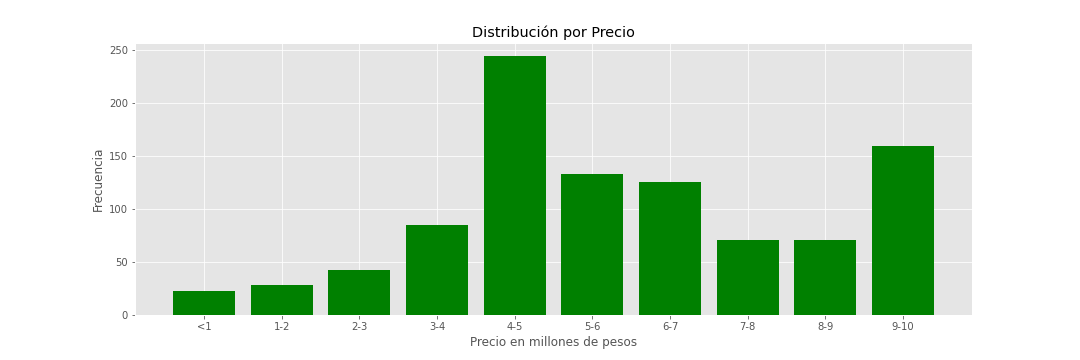 Distribución por Precio
250
200
150
100
50
0
Frecuencia
<1 1-2 2-3 3-4 4-5 5-6 6-7 7-8 8-9 9-10
Precio en millones de pesos